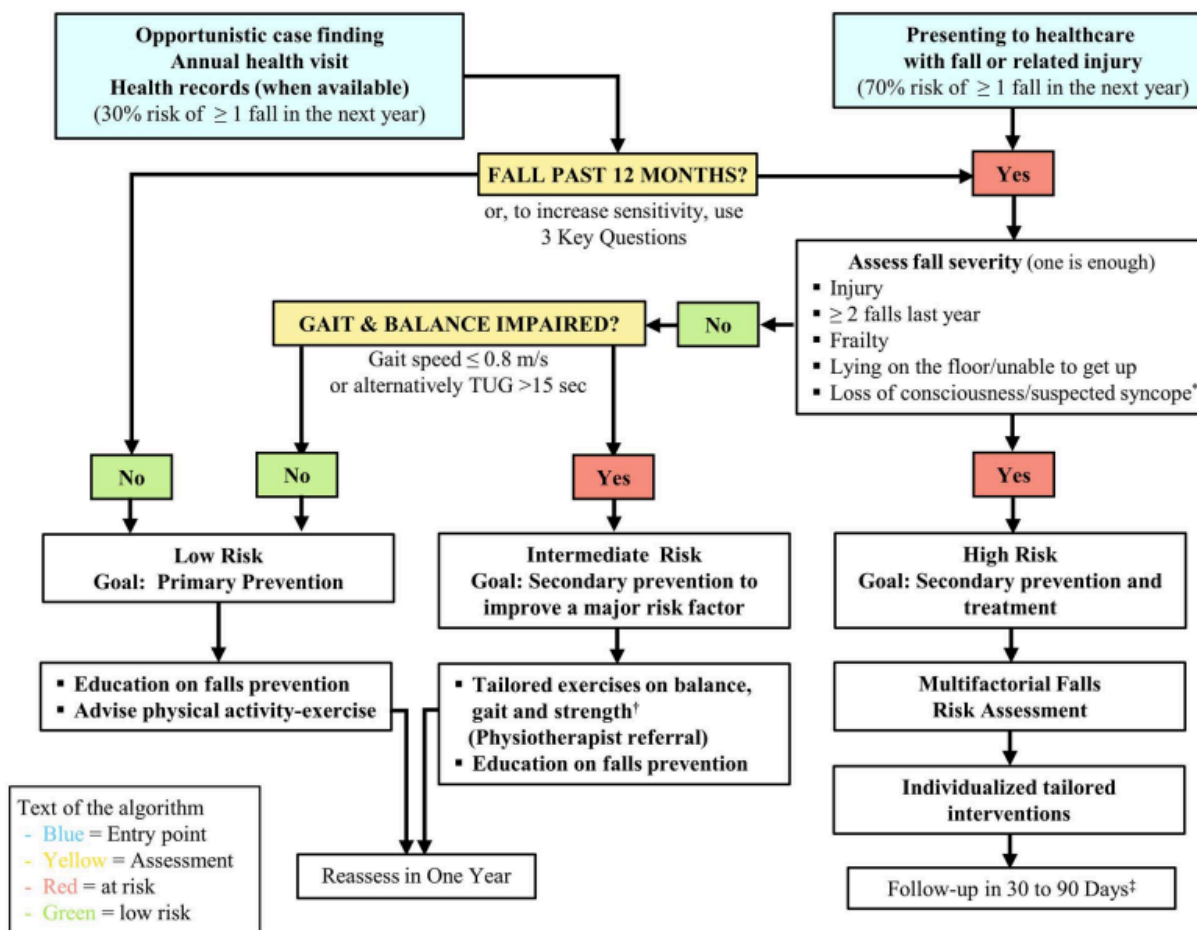 Opportunistic case finding
Annual health visit
Health records (when available)
(30% risk of ≥ 1 fall in the next year)
Presenting to healthcare
with fall or related injury
(70% risk of ≥ 1 fall in the next year)
FALL PAST 12 MONTHS?
Yes
or, to increase sensitivity, use
3 Key Questions
Assess fall severity (one is enough)
▪ Injury
▪ ≥ 2 falls last year
▪ Frailty
▪ Lying on the floor/unable to get up
▪ Loss of consciousness/suspected syncope*
GAIT & BALANCE IMPAIRED?
No
Gait speed ≤ 0.8 m/s
or alternatively TUG >15 sec
No
No
Yes
Yes
Low Risk
Goal: Primary Prevention
Intermediate Risk
Goal: Secondary prevention to
improve a major risk factor
High Risk
Goal: Secondary prevention and
treatment
▪ Education on falls prevention
▪ Advise physical activity-exercise
▪ Tailored exercises on balance,
gait and strength†
(Physiotherapist referral)
▪ Education on falls prevention
Multifactorial Falls
Risk Assessment
Individualized tailored
interventions
Text of the algorithm
- Blue = Entry point
- Yellow = Assessment
- Red = at risk
- Green = low risk
Reassess in One Year
Follow-up in 30 to 90 Days‡